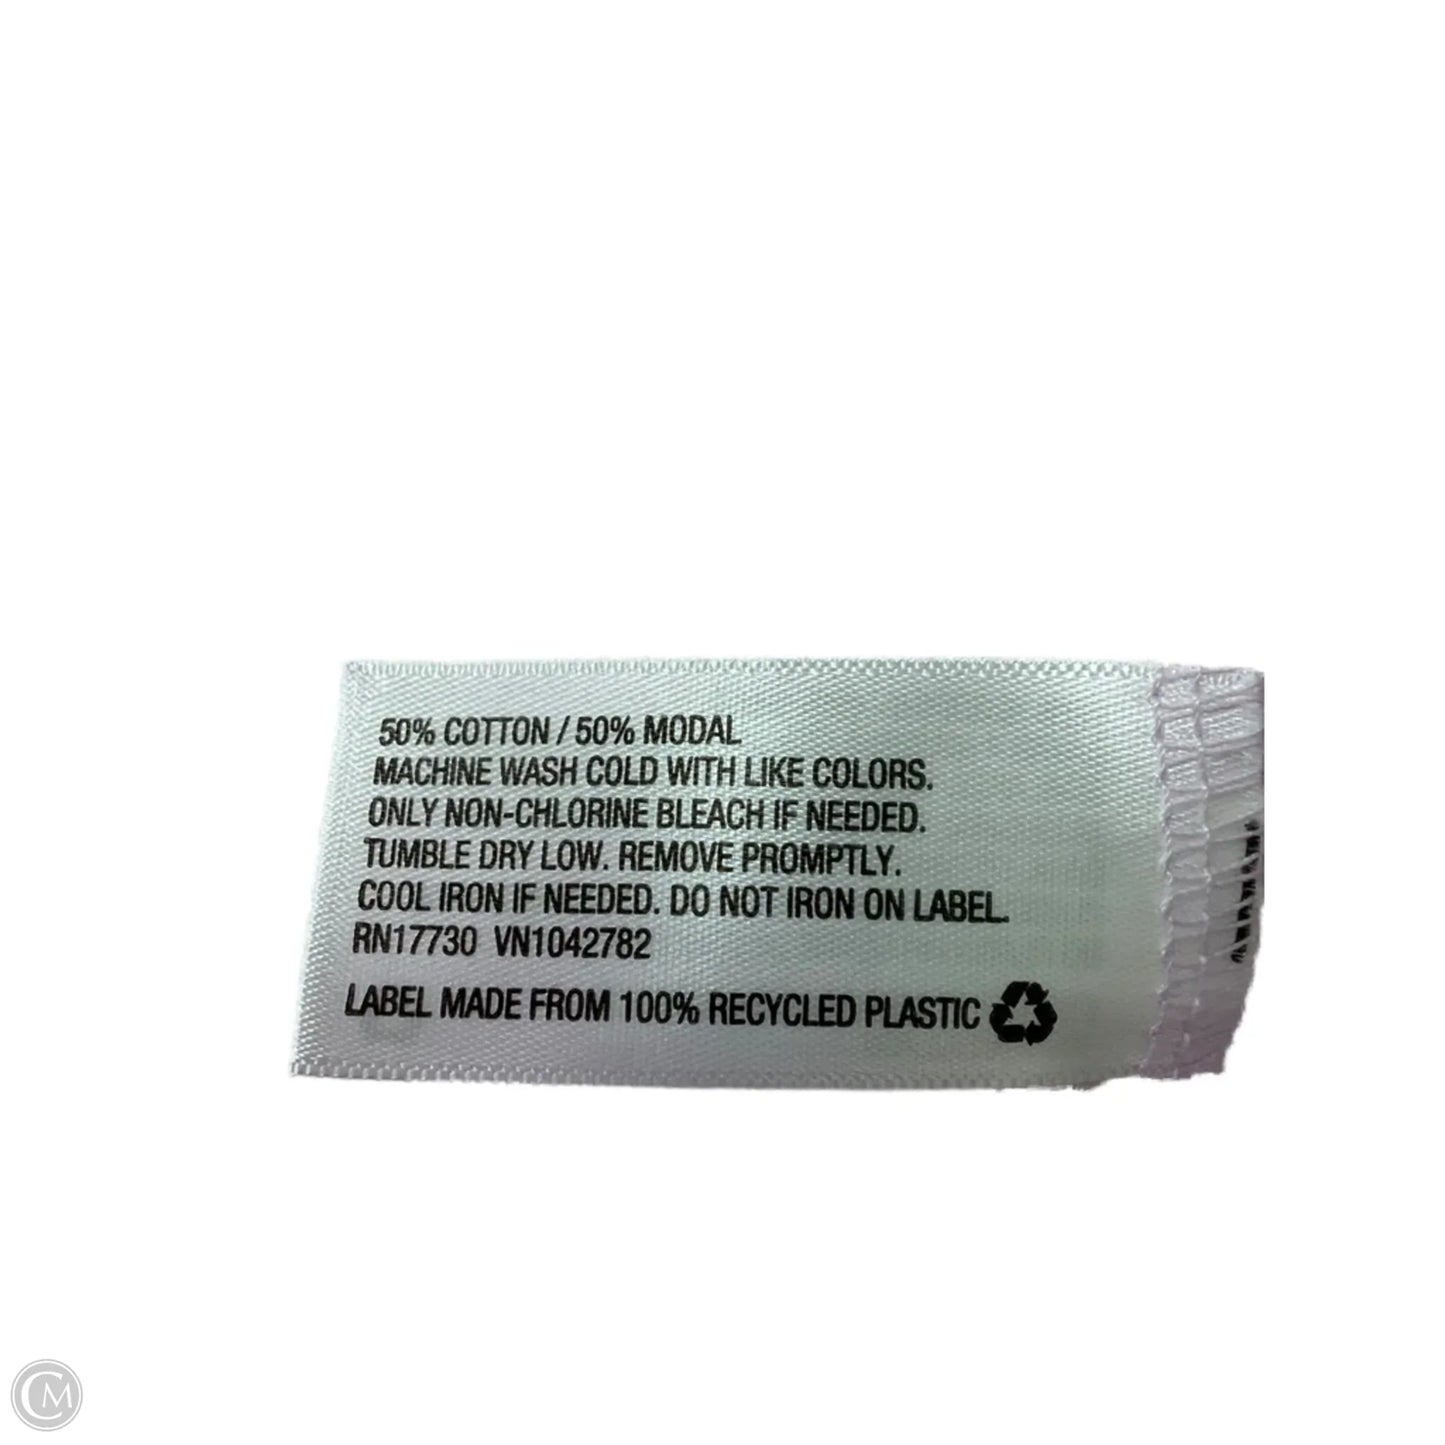 50% COTTON / 50% MODAL
MACHINE WASH COLD WITH LIKE COLORS.
ONLY NON-CHLORINE BLEACH IF NEEDED.
TUMBLE DRY LOW. REMOVE PROMPTLY.
COOL IRON IF NEEDED. DO NOT IRON ON LABEL.
RN17730 VN1042782
LABEL MADE FROM 100% RECYCLED PLASTIC
CM